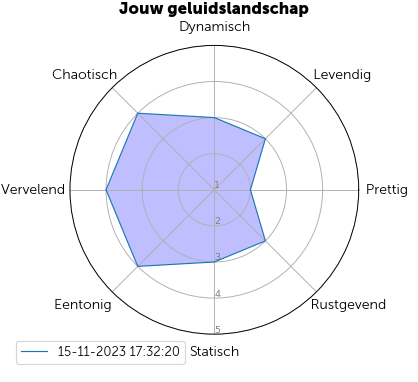 Jouw geluidslandschap
Dynamisch
Chaotisch
Levendig
Vervelend
1
Prettig
2
3
4
Eentonig
Rustgevend
5
15-11-2023 17:32:20
Statisch